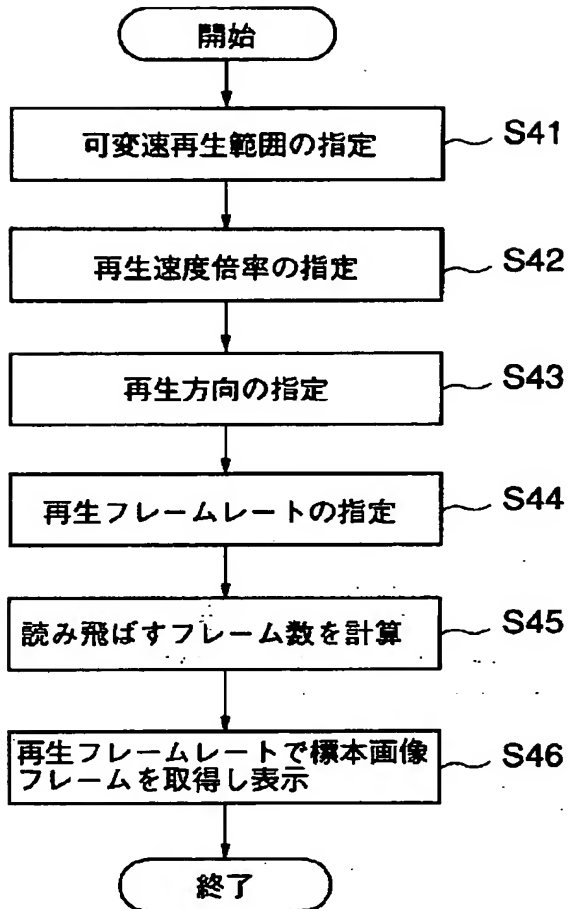 開始
可変速再生範囲の指定
S41
再生速度倍率の指定
S42
再生方向の指定
S43
再生フレームレートの指定
S44
読み飛ばすフレーム数を計算
S45
再生フレームレートで標本画像
フレームを取得し表示
S46
終了